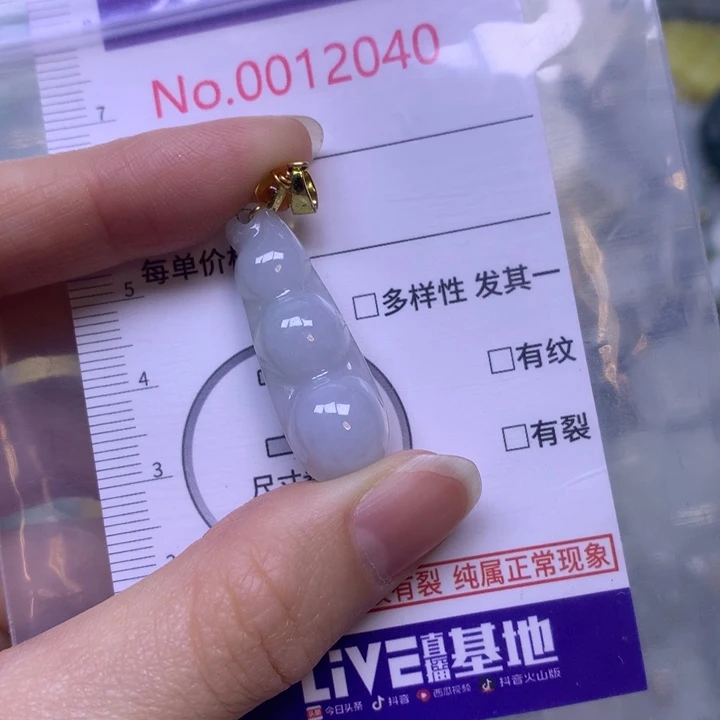 No.0012040
7
每单价
5
□多样性 发其一
4
□有纹
3
□有裂
尺寸
有裂 纯属正常现象
LiVE直播基地
今日头条 抖音 西瓜视频 抖音火山版